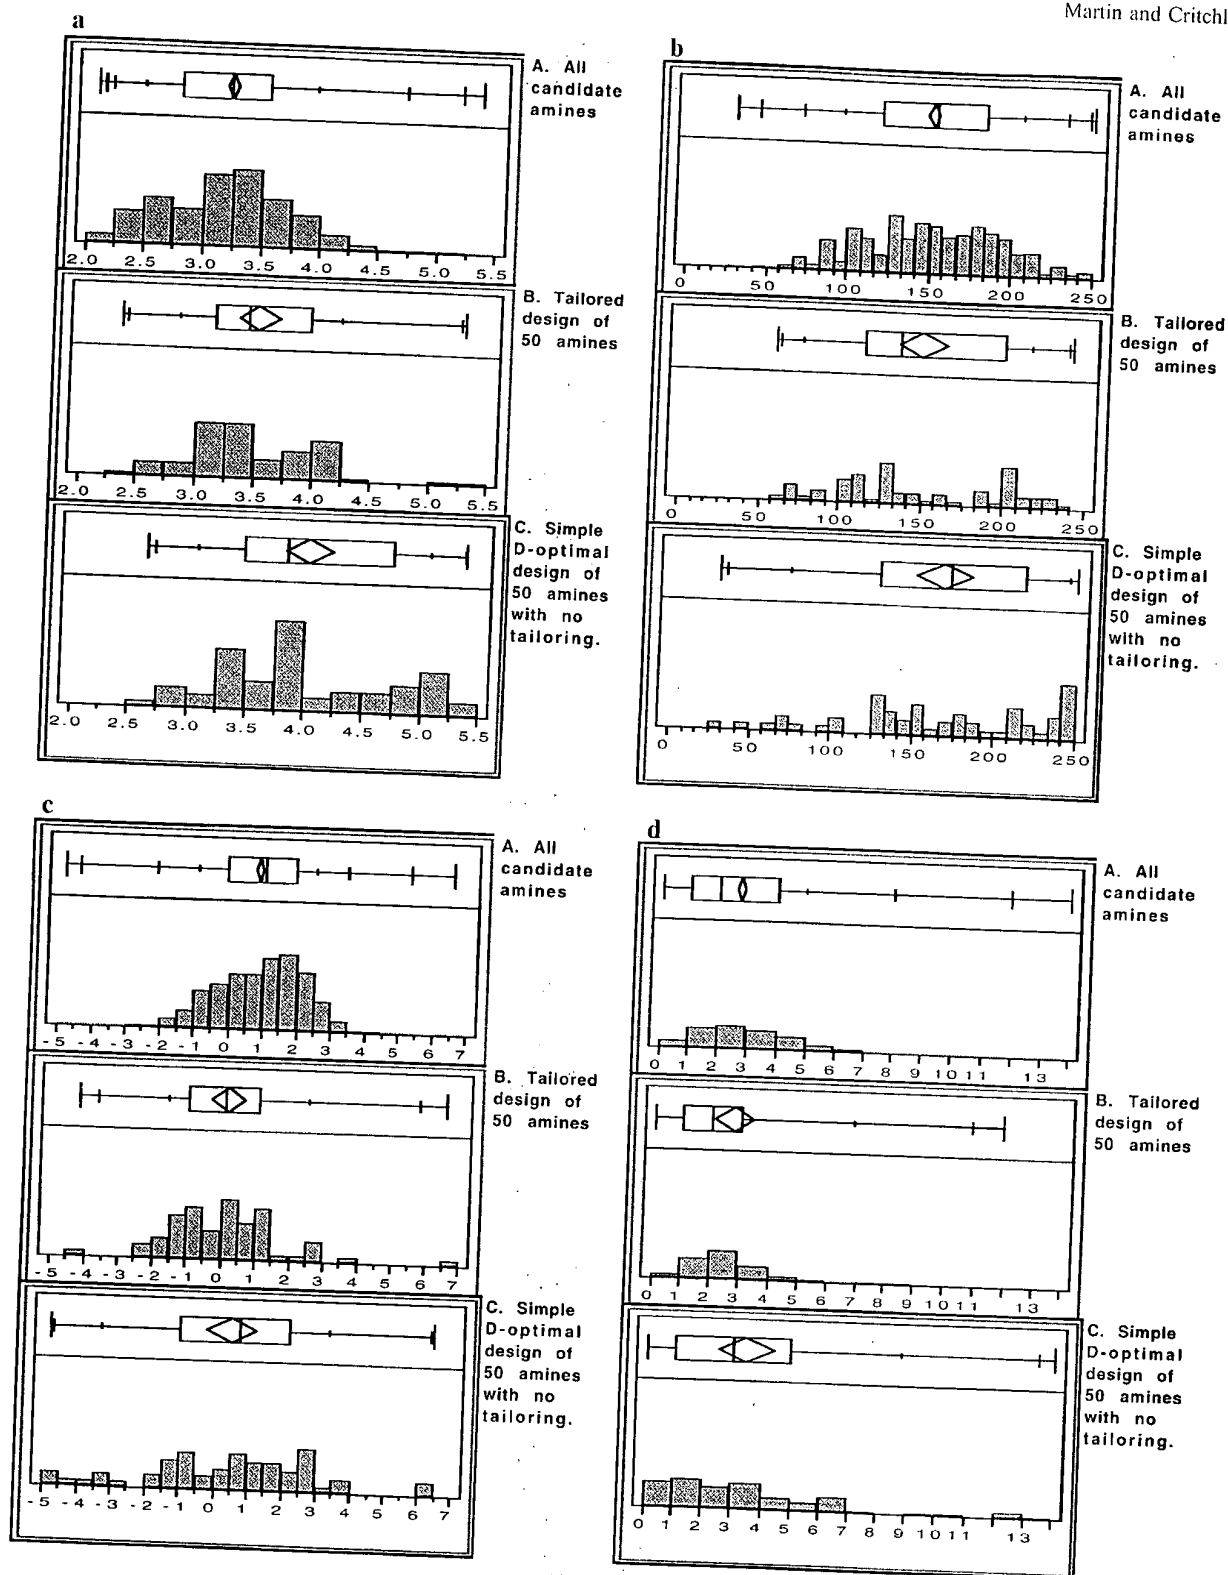 Martin and Critchl
a
A. All
candidate
amines
2.0 2.5 3.0 3.5 4.0 4.5 5.0 5.5
B. Tailored
design of
50 amines
2.0 2.5 3.0 3.5 4.0 4.5 5.0 5.5
C. Simple
D-optimal
design of
50 amines
with no
tailoring.
2.0 2.5 3.0 3.5 4.0 4.5 5.0 5.5
b
A. All
candidate
amines
0 50 100 150 200 250
B. Tailored
design of
50 amines
0 50 100 150 200 250
C. Simple
D-optimal
design of
50 amines
with no
tailoring.
0 50 100 150 200 250
c
A. All
candidate
amines
-5 -4 -3 -2 -1 0 1 2 3 4 5 6 7
B. Tailored
design of
50 amines
-5 -4 -3 -2 -1 0 1 2 3 4 5 6 7
C. Simple
D-optimal
design of
50 amines
with no
tailoring.
-5 -4 -3 -2 -1 0 1 2 3 4 5 6 7
d
A. All
candidate
amines
0 1 2 3 4 5 6 7 8 9 10 11 13
B. Tailored
design of
50 amines
0 1 2 3 4 5 6 7 8 9 10 11 13
C. Simple
D-optimal
design of
50 amines
with no
tailoring.
0 1 2 3 4 5 6 7 8 9 10 11 13